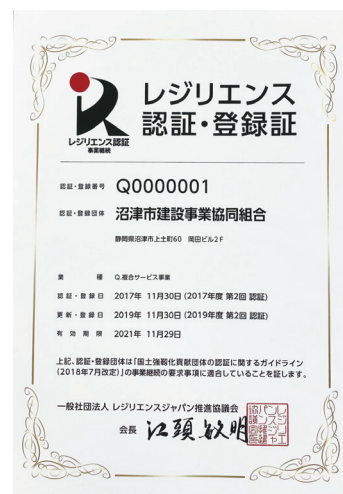 レジリエンス
認証・登録証
レジリエンス認証
事業継続
認証・登録番号 Q0000001
認証・登録団体 沼津市建設事業協同組合
静岡県沼津市上土町60 岡田ビル2F
業種 Q.複合サービス事業
認証・登録日 2017年 11月30日 (2017年度 第2回 認証)
更新・登録日 2019年 11月30日 (2019年度 第2回 認証)
有効期限 2021年 11月29日
上記、認証・登録団体は「国土強靱化貢献団体の認証に関するガイドライン
(2018年7月改定)」の事業継続の要求事項に適合していることを証します。
一般社団法人 レジリエンスジャパン推進協議会
会長 江頭敏明